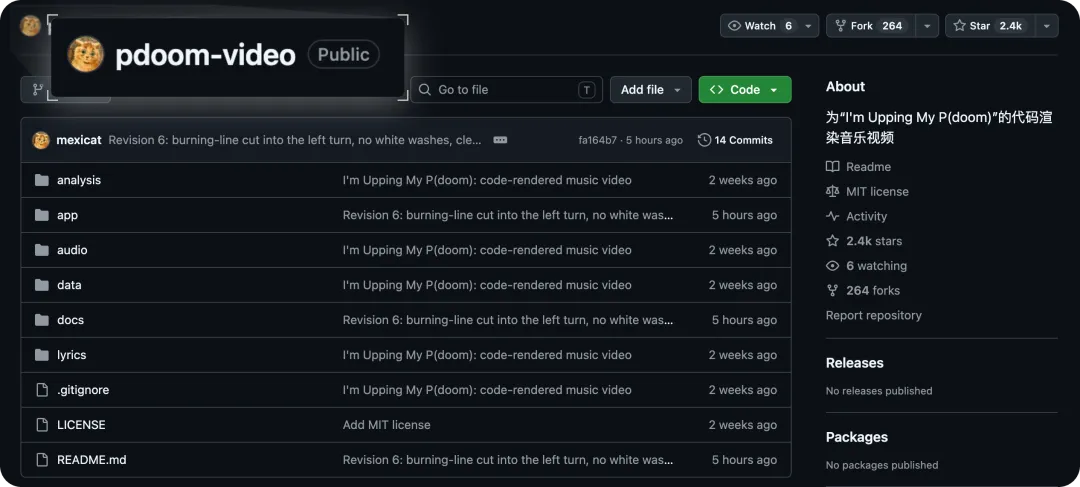 pdoom-video Public
Watch 6
Fork 264
Star 2.4k
Go to file T
Add file
Code
mexicat Revision 6: burning-line cut into the left turn, no white washes, cle... fa164b7 · 5 hours ago 14 Commits
analysis I'm Upping My P(doom): code-rendered music video 2 weeks ago
app Revision 6: burning-line cut into the left turn, no white was... 5 hours ago
audio I'm Upping My P(doom): code-rendered music video 2 weeks ago
data I'm Upping My P(doom): code-rendered music video 2 weeks ago
docs Revision 6: burning-line cut into the left turn, no white was... 5 hours ago
lyrics I'm Upping My P(doom): code-rendered music video 2 weeks ago
.gitignore I'm Upping My P(doom): code-rendered music video 2 weeks ago
LICENSE Add MIT license 2 weeks ago
README.md Revision 6: burning-line cut into the left turn, no white was... 5 hours ago
About
为“I'm Upping My P(doom)”的代码渲
染音乐视频
Readme
MIT license
Activity
2.4k stars
6 watching
264 forks
Report repository
Releases
No releases published
Packages
No packages published